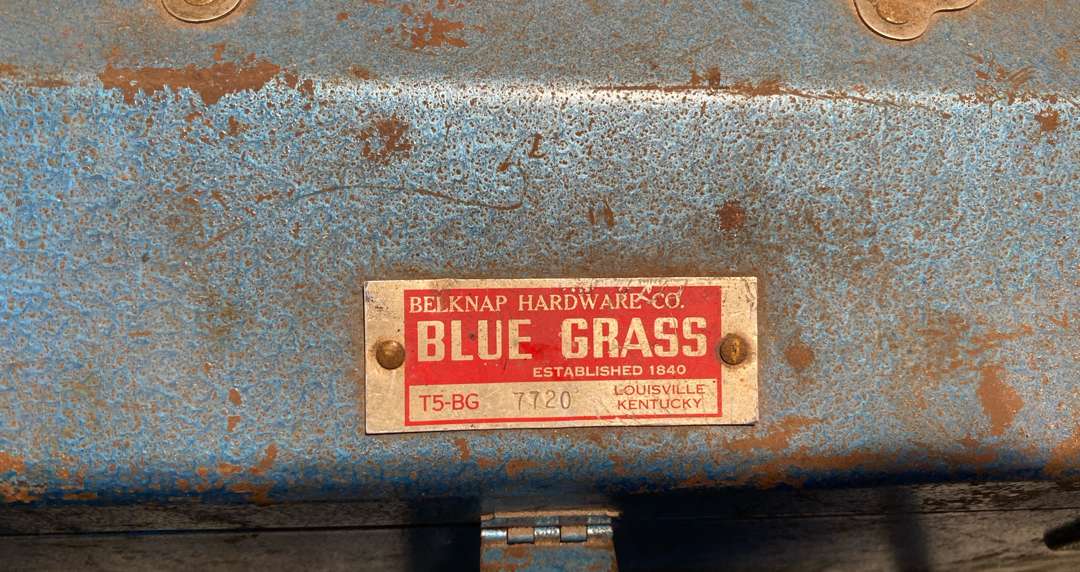 BELKNAP HARDWARE CO.
BLUE GRASS
ESTABLISHED 1840
T5-BG 7720 LOUISVILLE
KENTUCKY